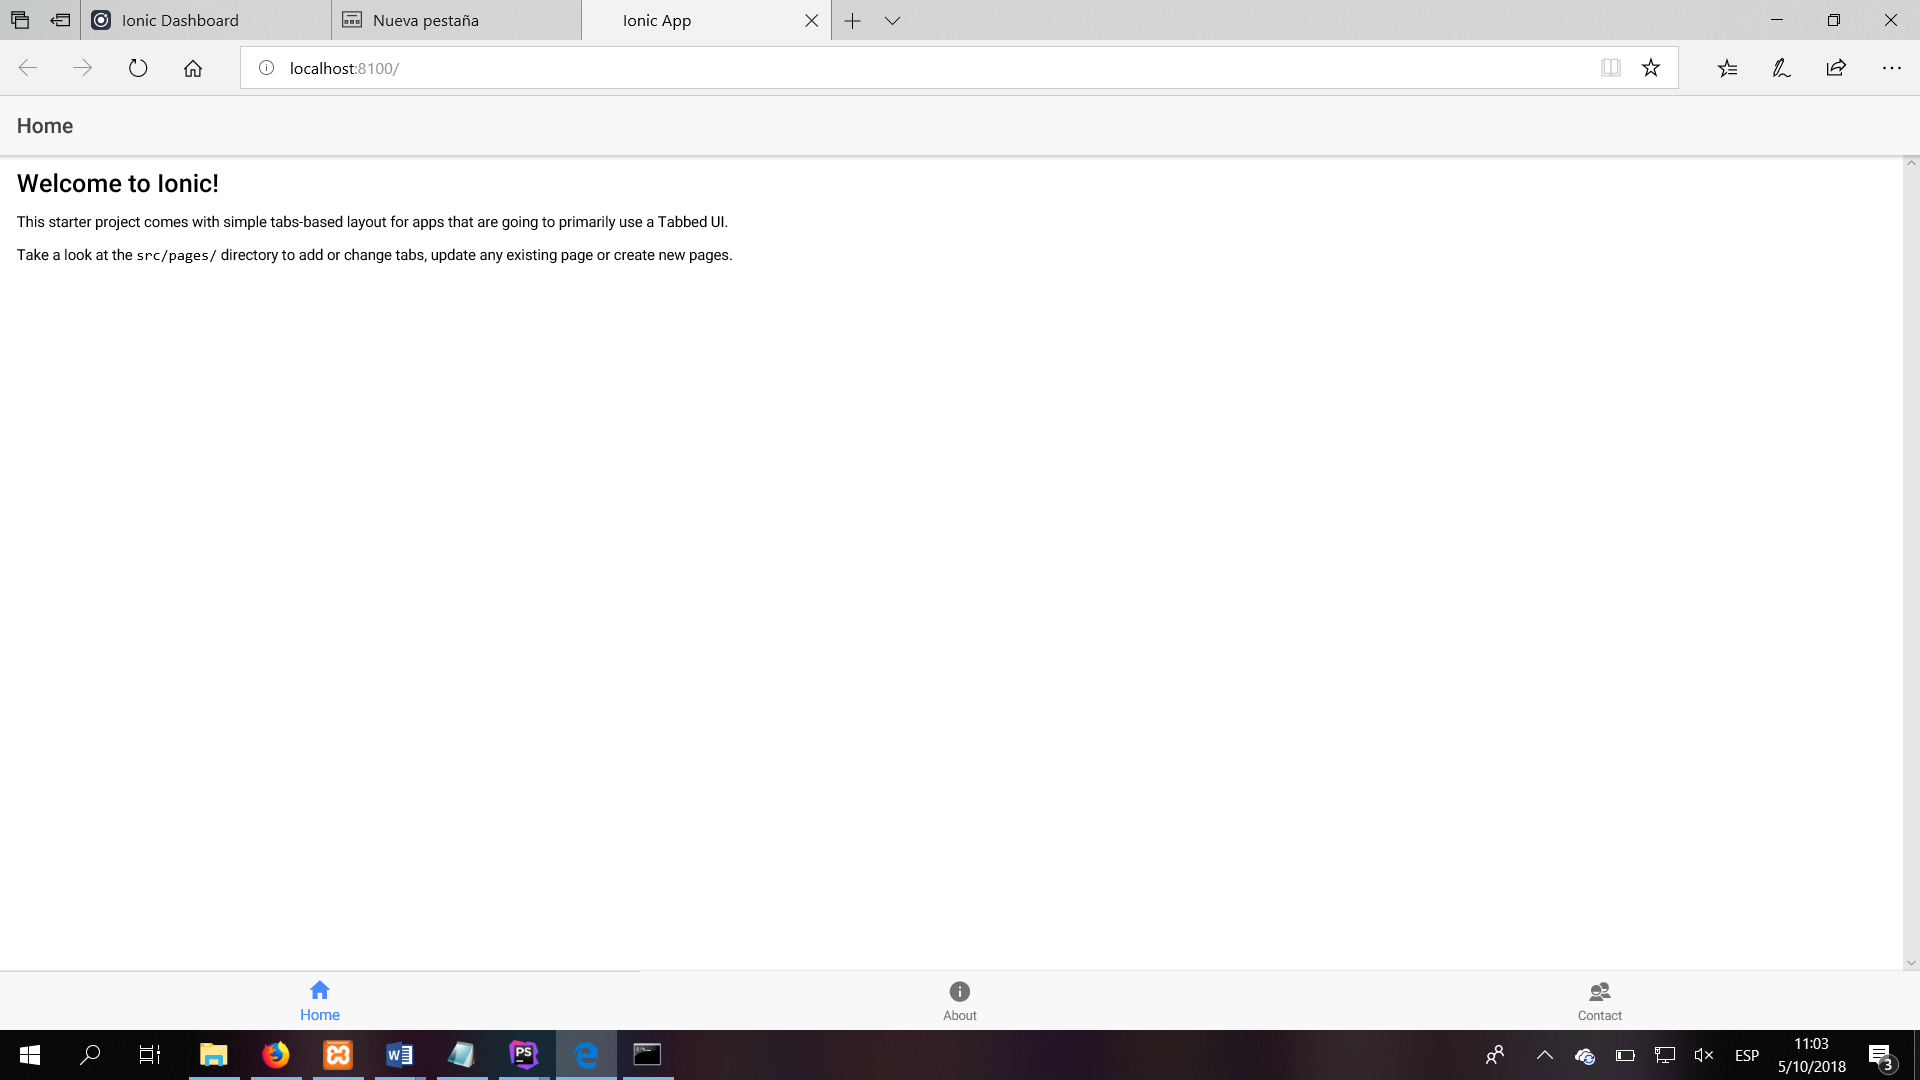 Ionic Dashboard
Nueva pestaña
Ionic App
localhost:8100/
Home
Welcome to Ionic!
This starter project comes with simple tabs-based layout for apps that are going to primarily use a Tabbed UI.
Take a look at the src/pages/ directory to add or change tabs, update any existing page or create new pages.
Home
About
Contact
PS
ESP
11:03
5/10/2018
3